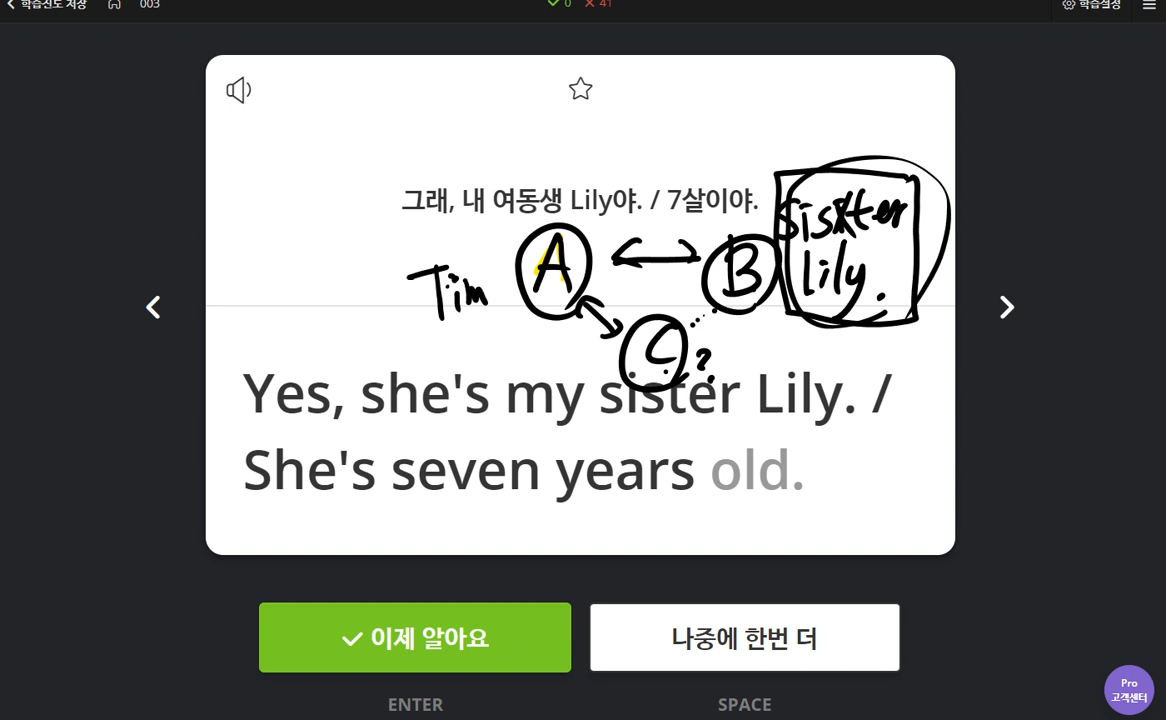 학습진도 저장 003 0 41 학습설정
그래, 내 여동생 Lily야. / 7살이야.
sister
lily.
Tim A B
C ?
Yes, she's my sister Lily. /
She's seven years old.
이제 알아요 나중에 한번 더
ENTER SPACE
Pro
고객센터